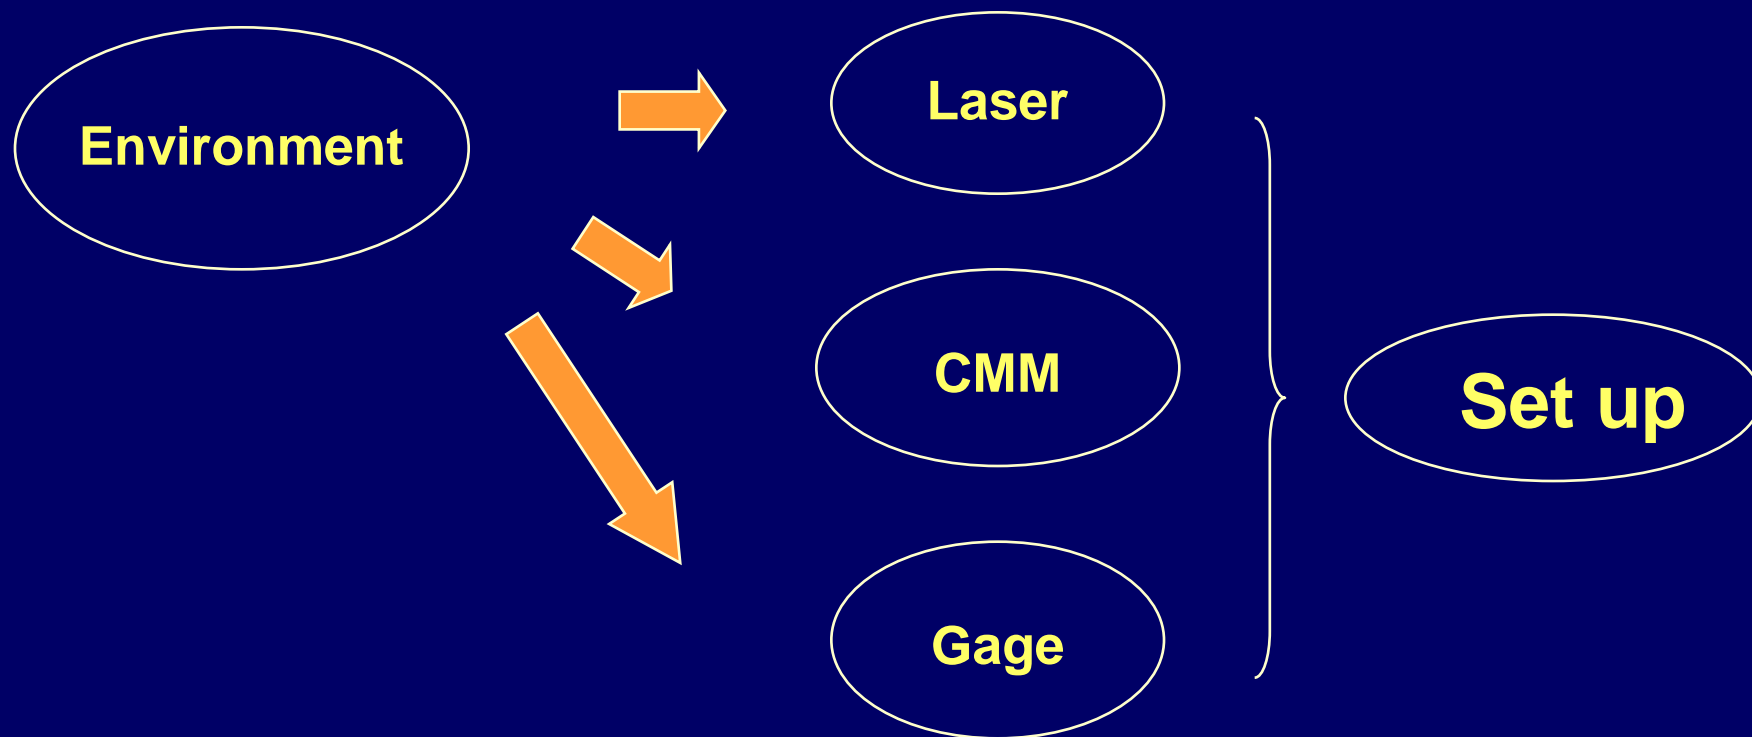 Environment
Laser
CMM
Gage
Set up